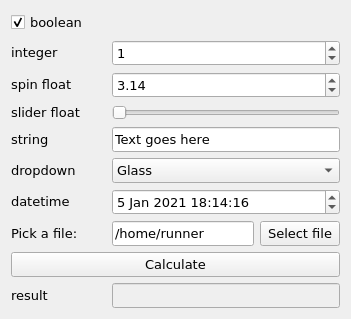 boolean
integer 1
spin float 3.14
slider float
string Text goes here
dropdown Glass
datetime 5 Jan 2021 18:14:16
Pick a file: /home/runner Select file
Calculate
result